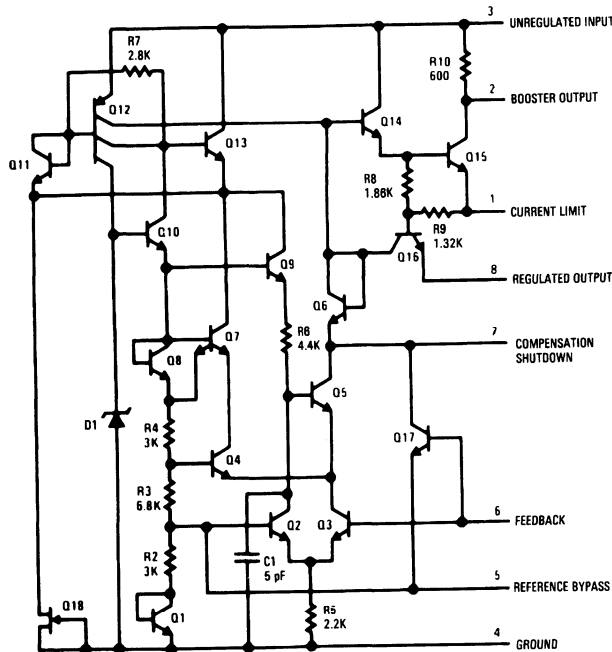 3
UNREGULATED INPUT
R7
2.8K
R10
600
Q12
2
BOOSTER OUTPUT
Q14
Q13
Q11
Q15
R8
1.86K
1
CURRENT LIMIT
R9
1.32K
Q10
Q16
Q9
8
REGULATED OUTPUT
Q6
7
COMPENSATION
SHUTDOWN
R6
4.4K
Q7
Q8
Q5
D1
R4
3K
Q17
Q4
R3
6.8K
6
FEEDBACK
Q2
Q3
R2
3K
C1
5 pF
5
REFERENCE BYPASS
Q18
Q1
R5
2.2K
4
GROUND